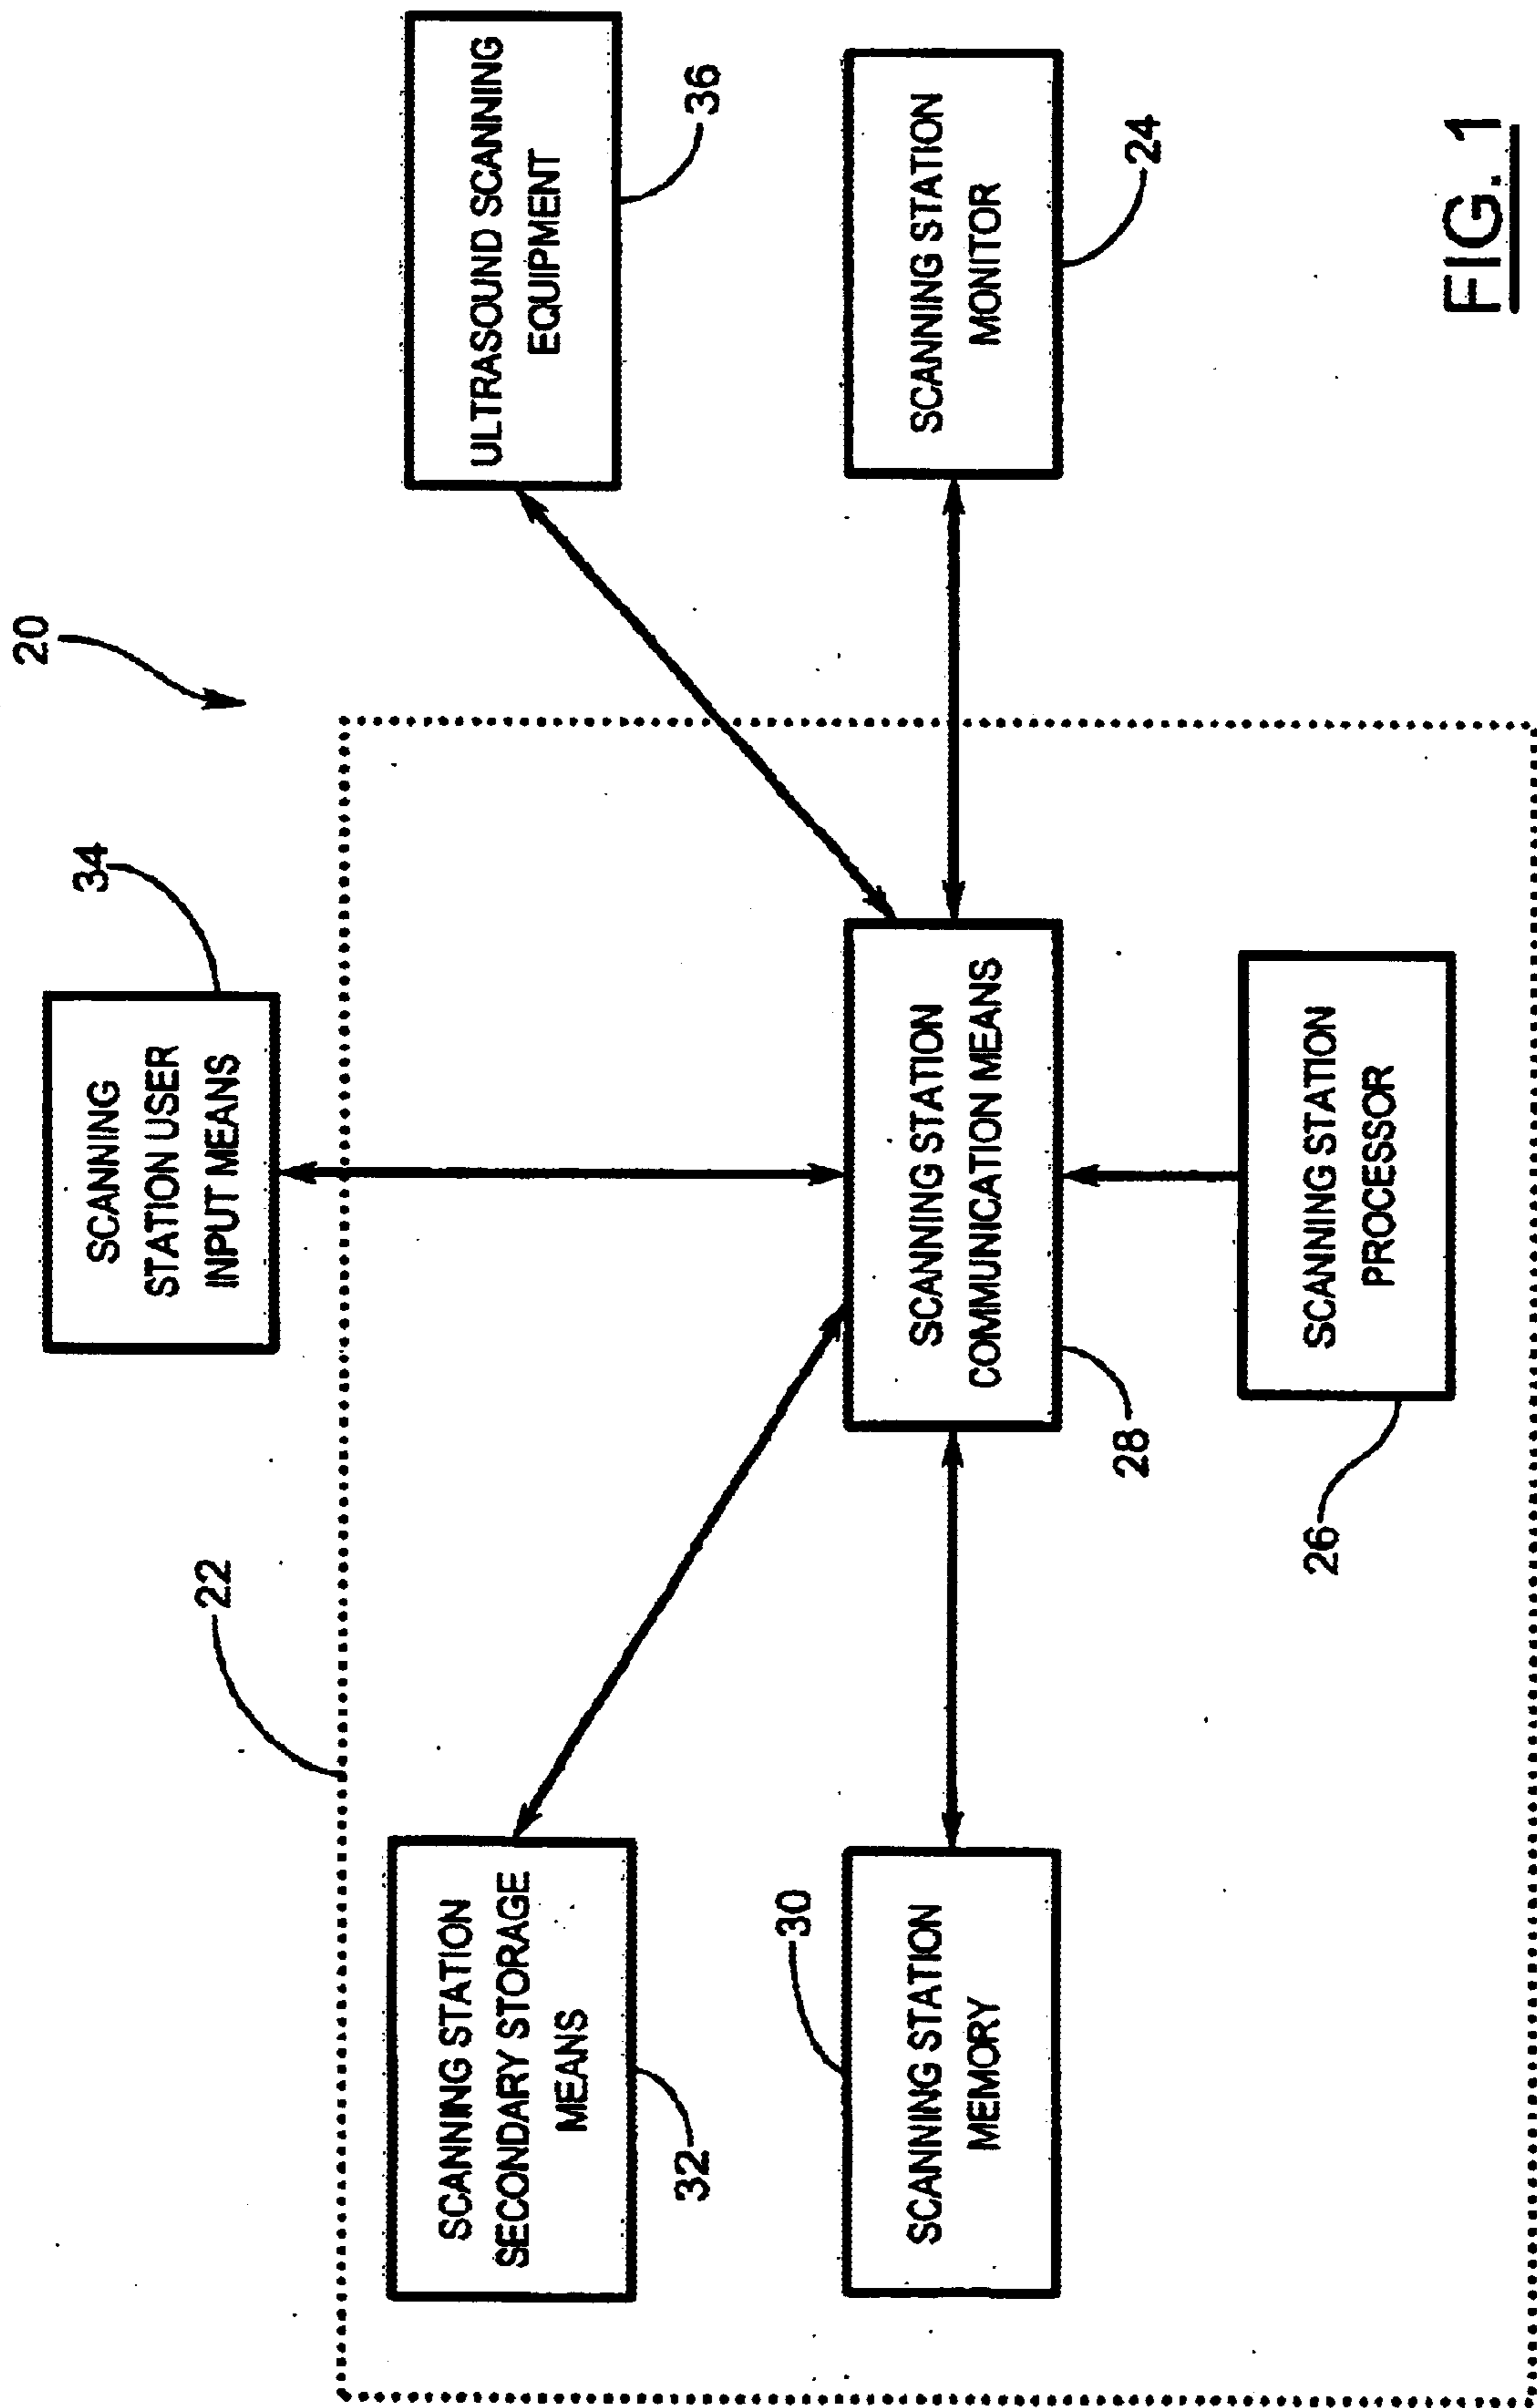 20
34
SCANNING
STATION USER
INPUT MEANS
22
SCANNING STATION
SECONDARY STORAGE
MEANS
32
ULTRASOUND SCANNING
EQUIPMENT
36
30
SCANNING STATION
MEMORY
SCANNING STATION
COMMUNICATION MEANS
28
SCANNING STATION
MONITOR
24
SCANNING STATION
PROCESSOR
26
FIG. 1